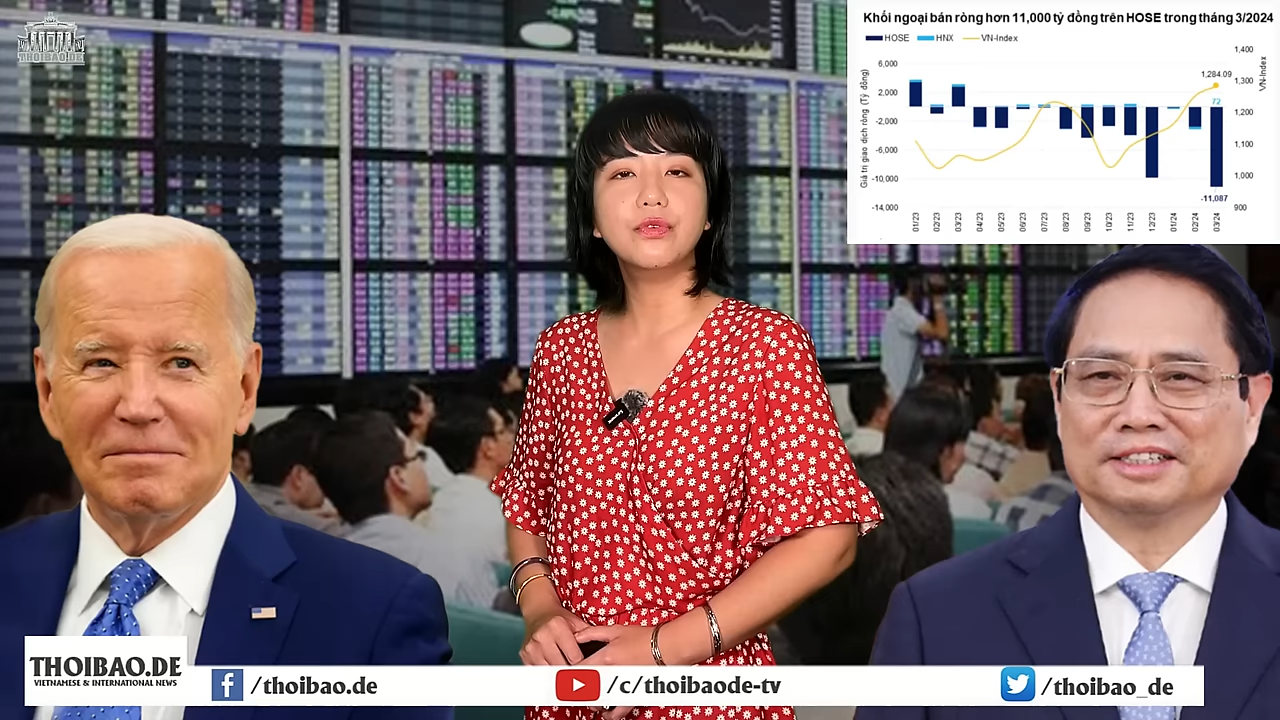 THOIBAO.DE
Khối ngoại bán ròng hơn 11,000 tỷ đồng trên HOSE trong tháng 3/2024
HOSE HNX VN-Index
Giá trị giao dịch ròng (Tỷ đồng)
6,000
2,000
-2,000
-6,000
-10,000
-14,000
1,400
1,300
1,200
1,100
1,000
900
VN-Index
1,284.09
72
-11,087
01/23 02/23 03/23 04/23 05/23 06/23 07/23 08/23 09/23 10/23 11/23 12/23 01/24 02/24 03/24
THOIBAO.DE
VIETNAMESE & INTERNATIONAL NEWS
/thoibao.de
/c/thoibaode-tv
/thoibao_de